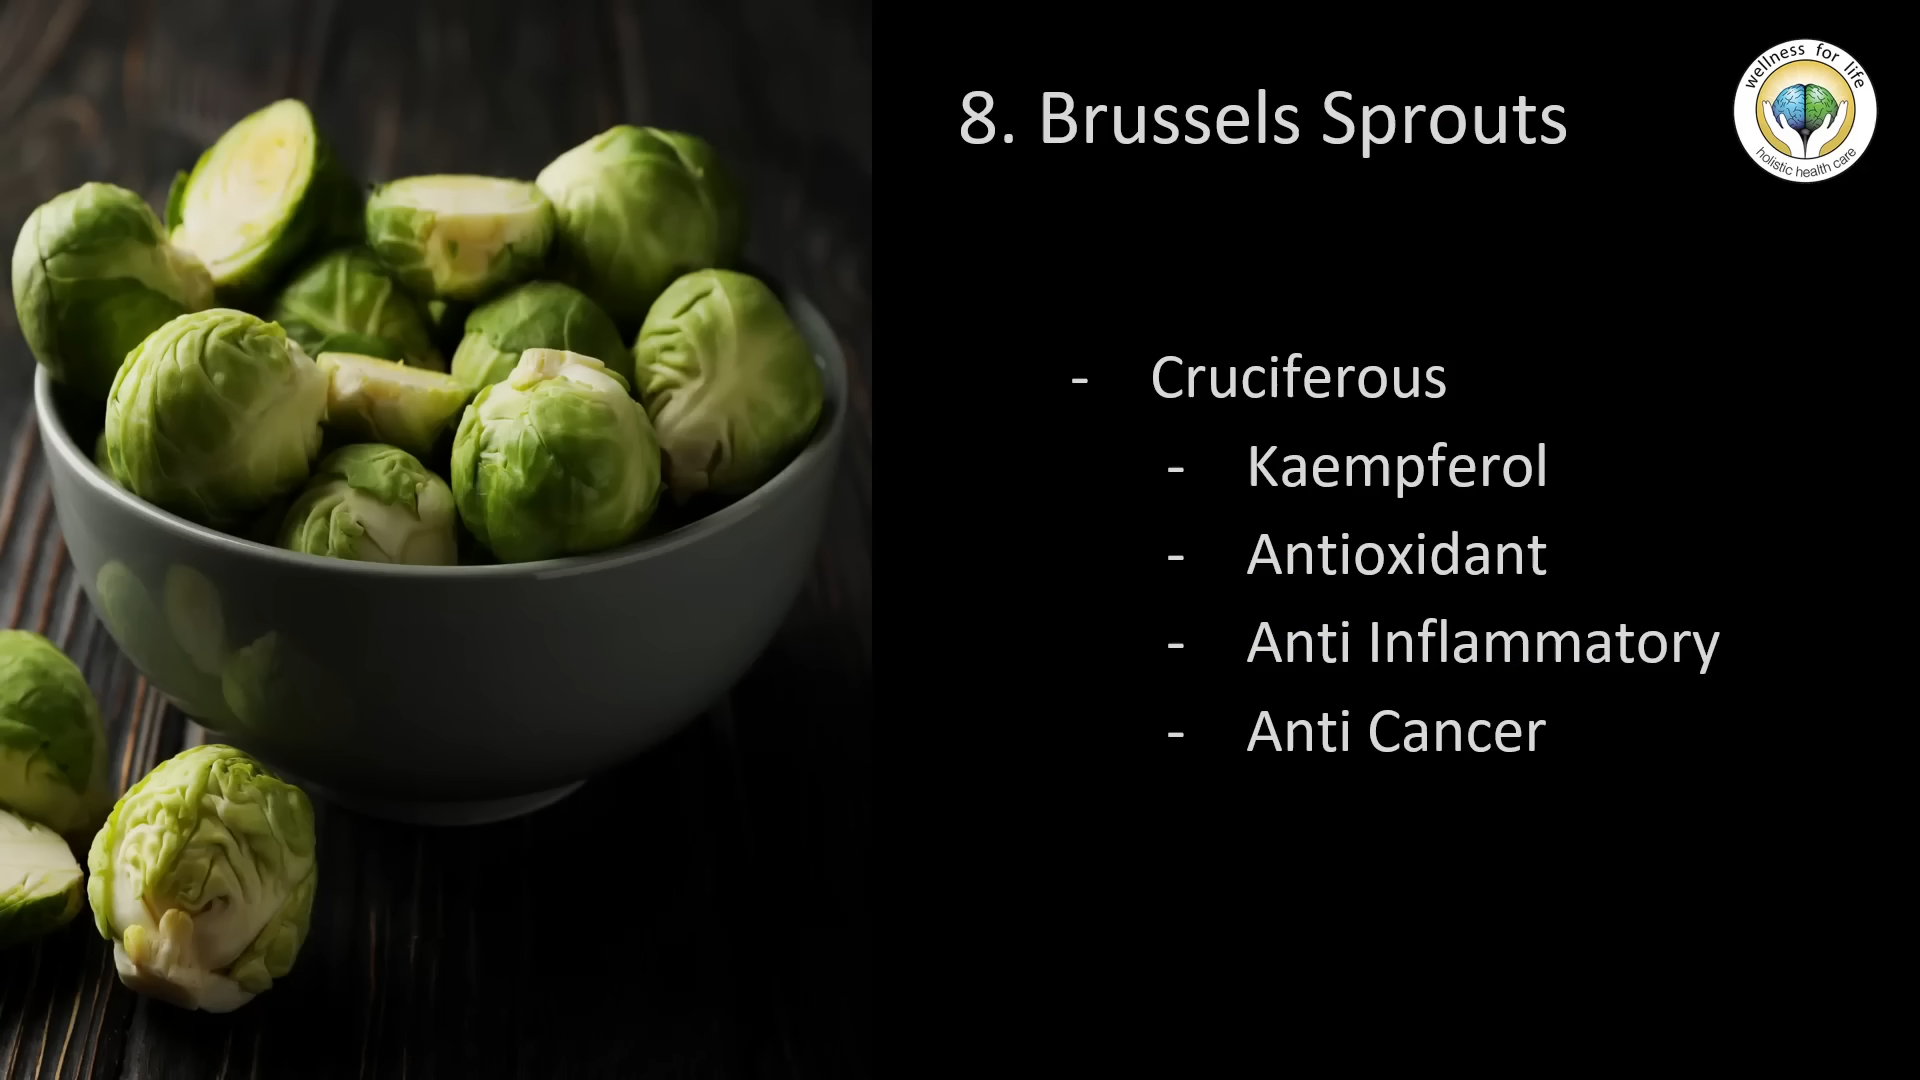 8. Brussels Sprouts
wellness for life
holistic health care
- Cruciferous
- Kaempferol
- Antioxidant
- Anti Inflammatory
- Anti Cancer